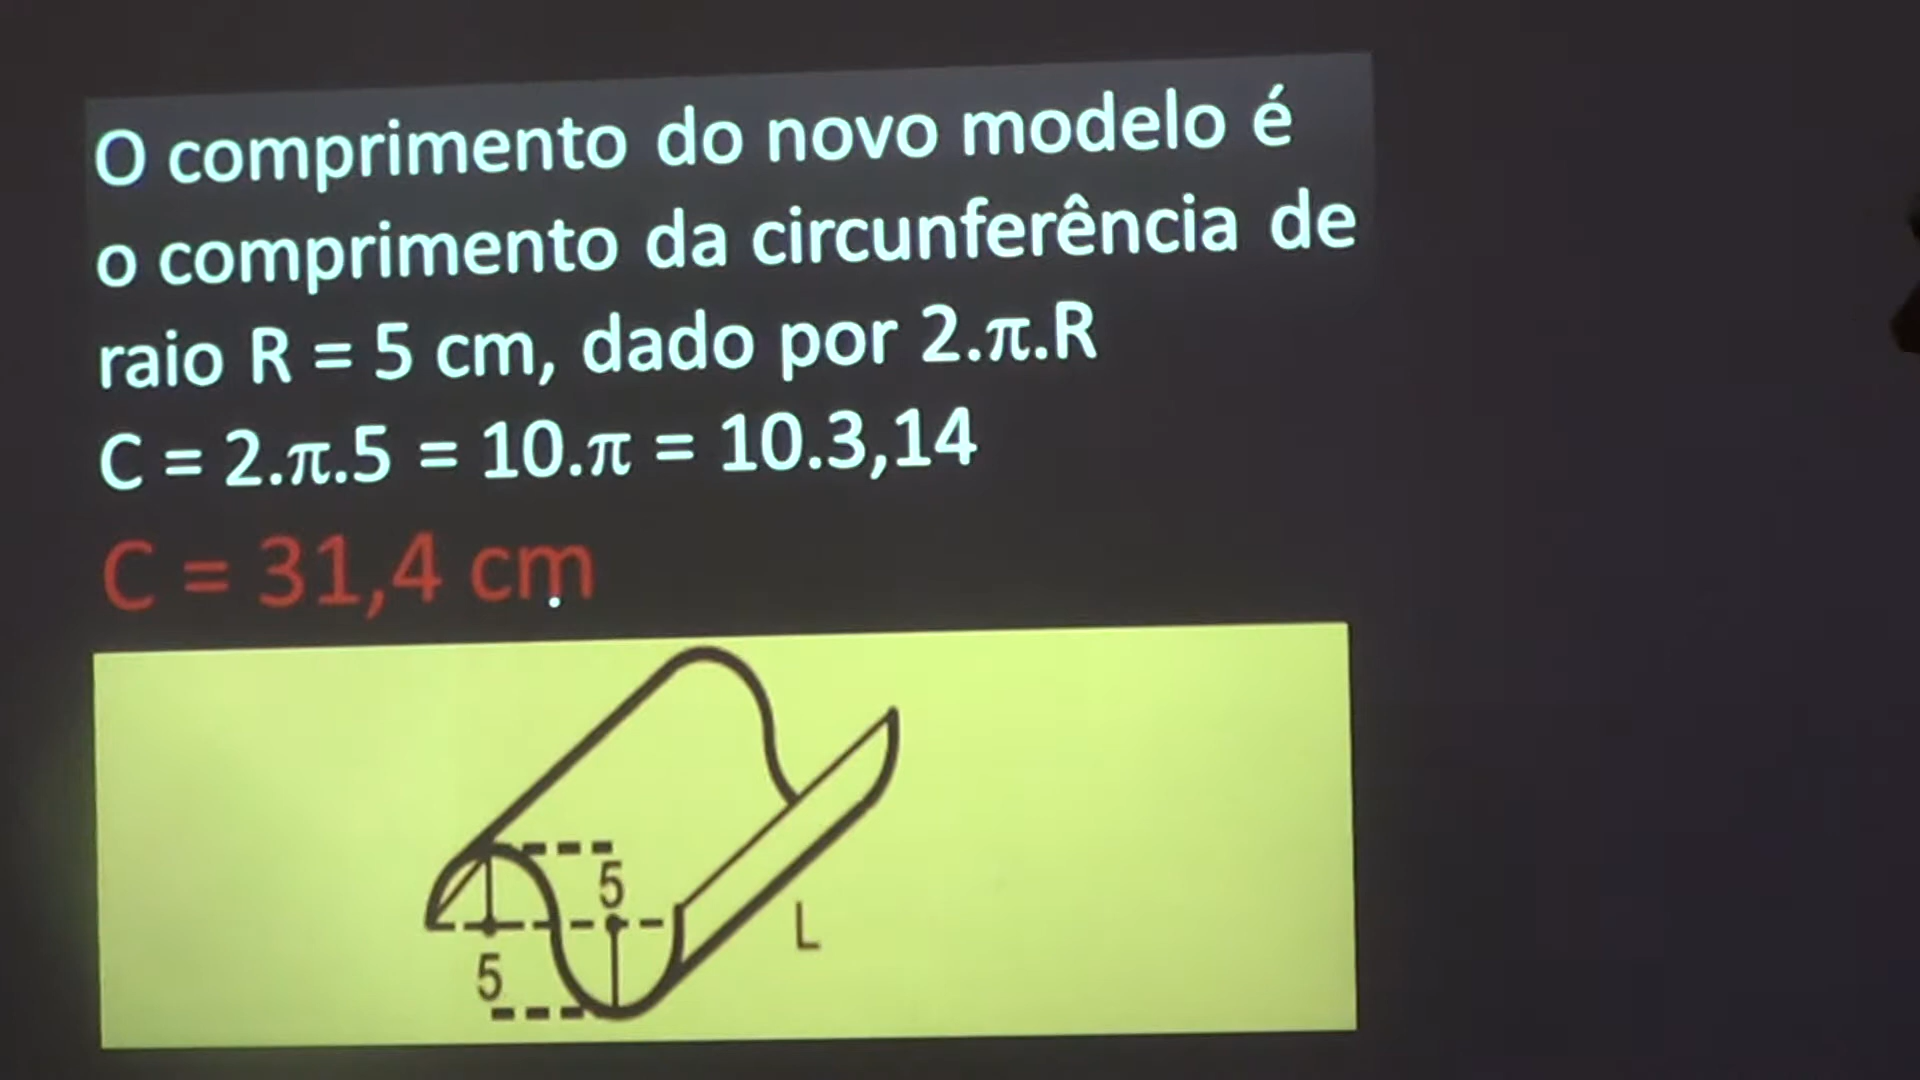 O comprimento do novo modelo é
o comprimento da circunferência de
raio R = 5 cm, dado por 2.π.R
C = 2.π.5 = 10.π = 10.3,14
C = 31,4 cm
5
5
L